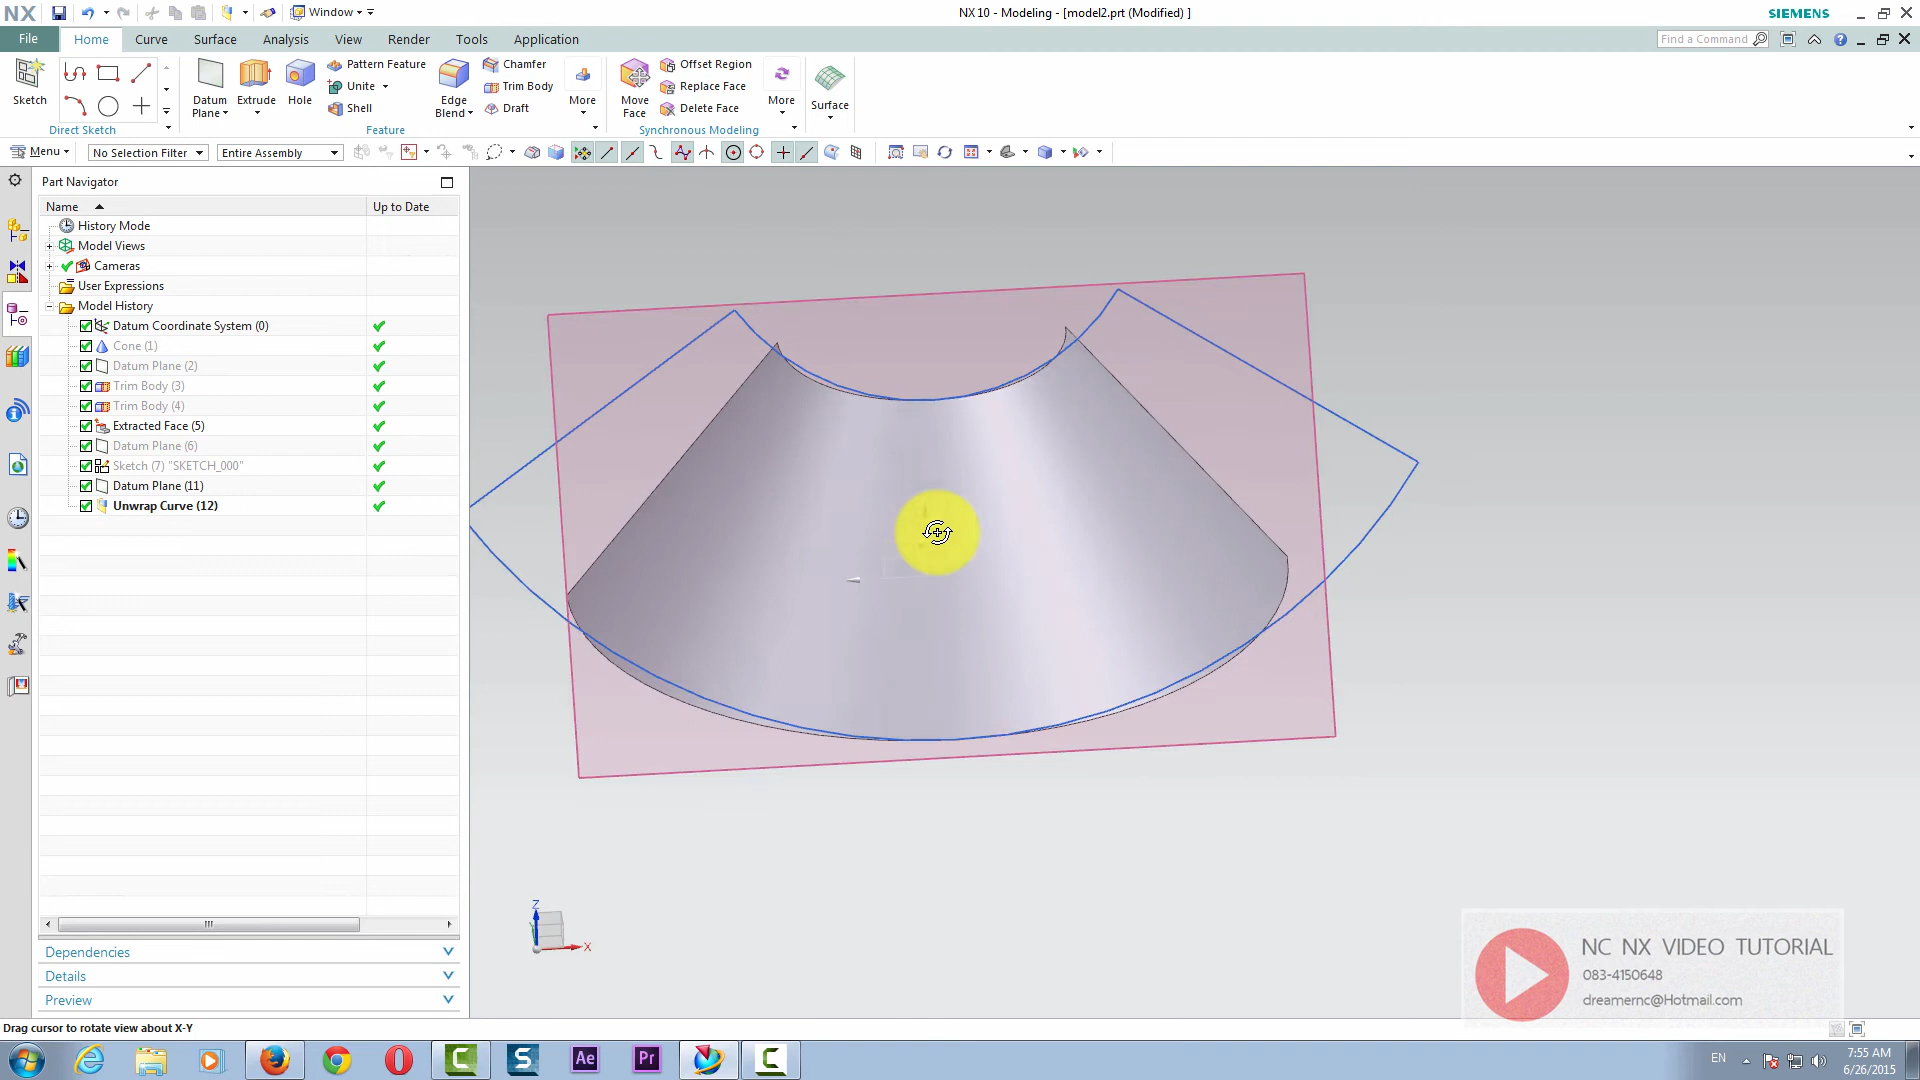 NX Window NX 10 - Modeling - [model2.prt (Modified) ] SIEMENS
File Home Curve Surface Analysis View Render Tools Application Find a Command
Sketch
Direct Sketch
Datum Plane
Extrude
Hole
Pattern Feature
Unite
Shell
Edge Blend
Chamfer
Trim Body
Draft
More
Feature
Move Face
Offset Region
Replace Face
Delete Face
More
Synchronous Modeling
Surface
Menu No Selection Filter Entire Assembly
Part Navigator
Name Up to Date
History Mode
Model Views
Cameras
User Expressions
Model History
Datum Coordinate System (0)
Cone (1)
Datum Plane (2)
Trim Body (3)
Trim Body (4)
Extracted Face (5)
Datum Plane (6)
Sketch (7) "SKETCH_000"
Datum Plane (11)
Unwrap Curve (12)
Dependencies
Details
Preview
Z
X
NC NX VIDEO TUTORIAL
083-4150648
dreamernc@Hotmail.com
Drag cursor to rotate view about X-Y
C S Ae Pr C EN 7:55 AM
6/26/2015